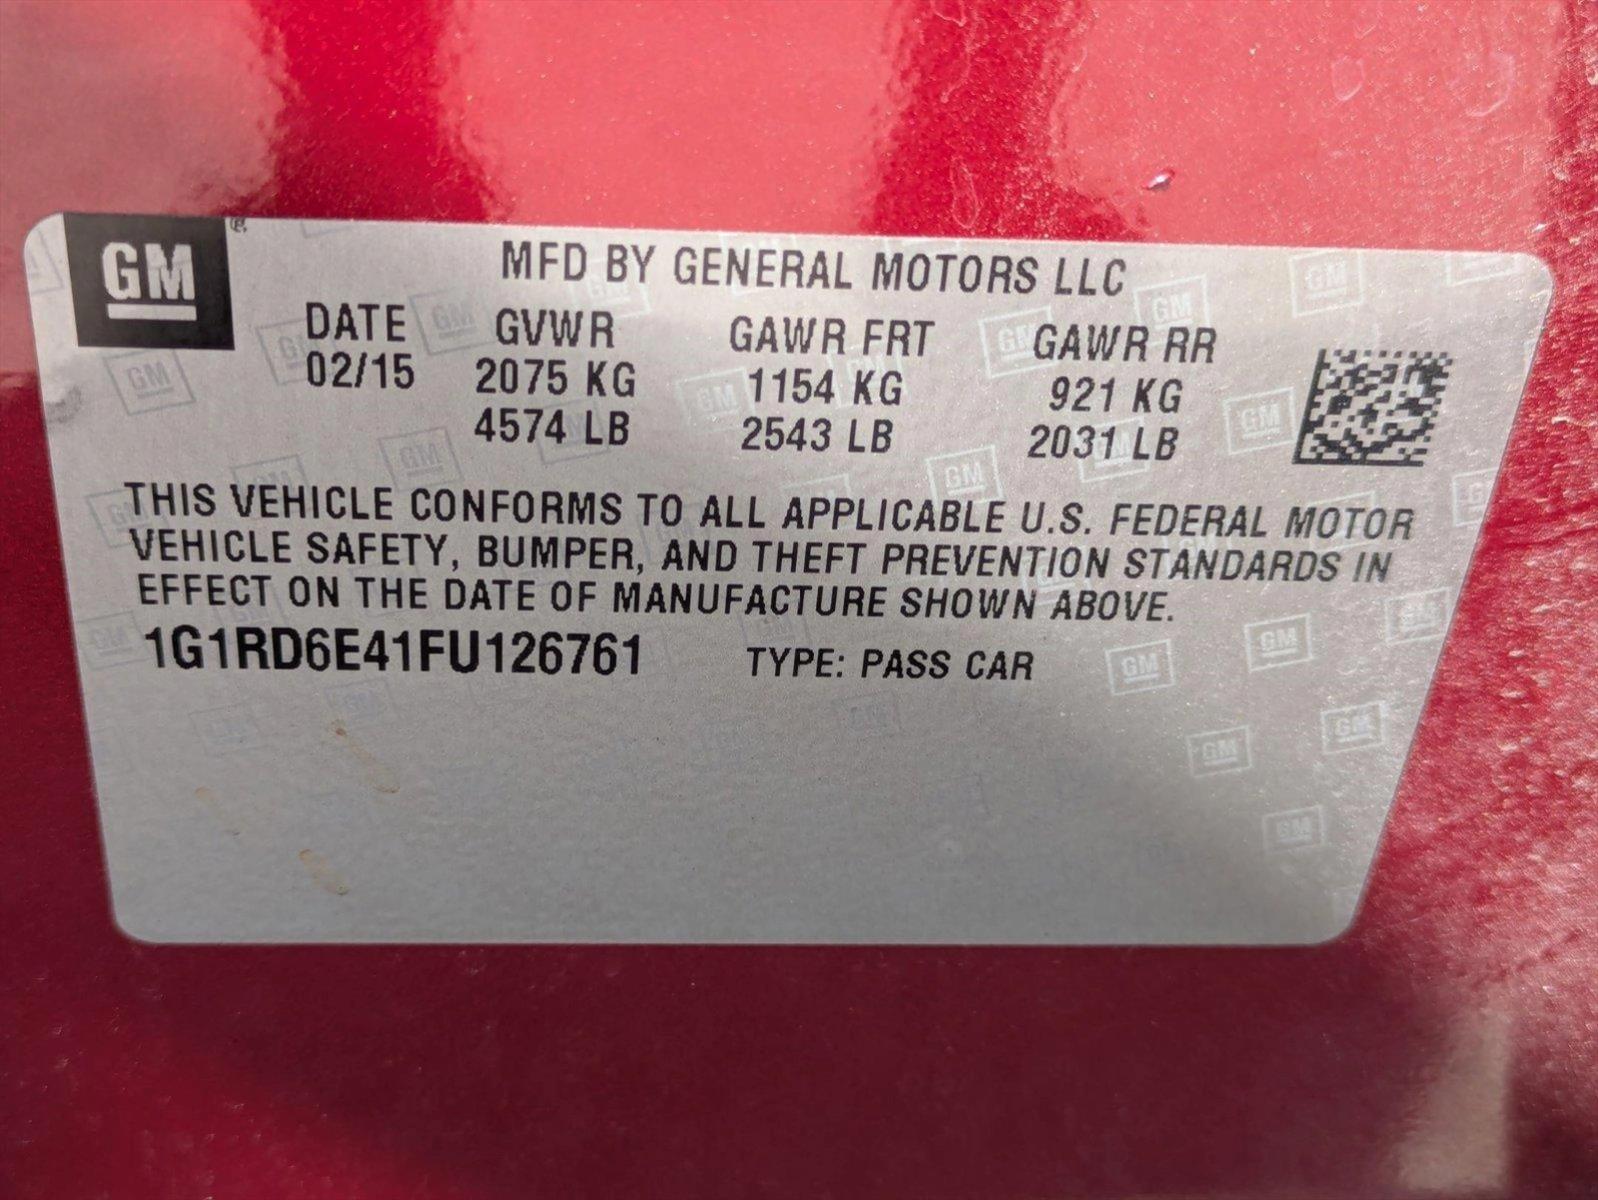 GM
MFD BY GENERAL MOTORS LLC
DATE GVWR GAWR FRT GAWR RR
02/15 2075 KG 1154 KG 921 KG
4574 LB 2543 LB 2031 LB
THIS VEHICLE CONFORMS TO ALL APPLICABLE U.S. FEDERAL MOTOR
VEHICLE SAFETY, BUMPER, AND THEFT PREVENTION STANDARDS IN
EFFECT ON THE DATE OF MANUFACTURE SHOWN ABOVE.
1G1RD6E41FU126761 TYPE: PASS CAR